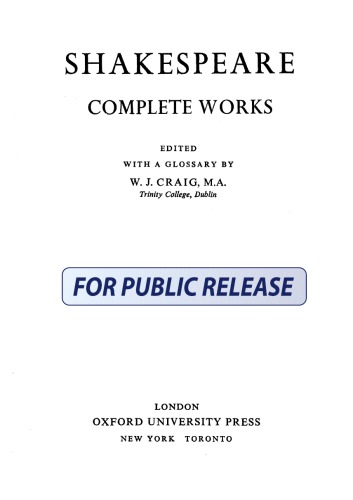 SHAKESPEARE
COMPLETE WORKS
EDITED
WITH A GLOSSARY BY
W. J. CRAIG, M.A.
Trinity College, Dublin
FOR PUBLIC RELEASE
LONDON
OXFORD UNIVERSITY PRESS
NEW YORK TORONTO